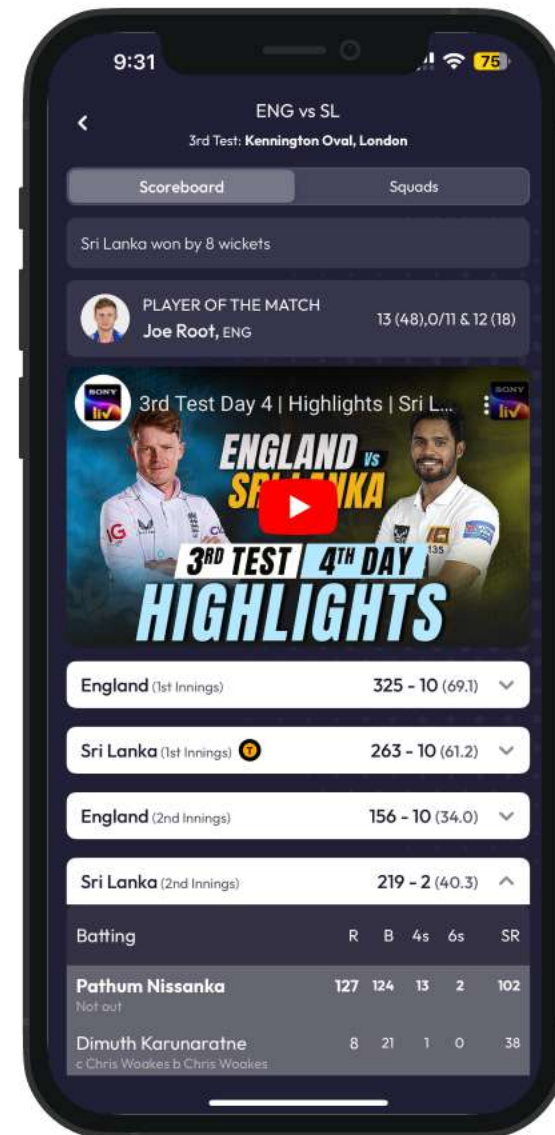 9:31
75
ENG vs SL
3rd Test: Kennington Oval, London
Scoreboard Squads
Sri Lanka won by 8 wickets
PLAYER OF THE MATCH
Joe Root, ENG
13 (48),0/11 & 12 (18)
SONY
liv
3rd Test Day 4 | Highlights | Sri L...
SONY
liv
ENGLAND VS
SRI LANKA
IG
135
3RD TEST 4TH DAY
HIGHLIGHTS
England (1st Innings) 325 - 10 (69.1)
Sri Lanka (1st Innings) T 263 - 10 (61.2)
England (2nd Innings) 156 - 10 (34.0)
Sri Lanka (2nd Innings) 219 - 2 (40.3)
Batting R B 4s 6s SR
Pathum Nissanka 127 124 13 2 102
Not out
Dimuth Karunaratne 8 21 1 0 38
c Chris Woakes b Chris Woakes